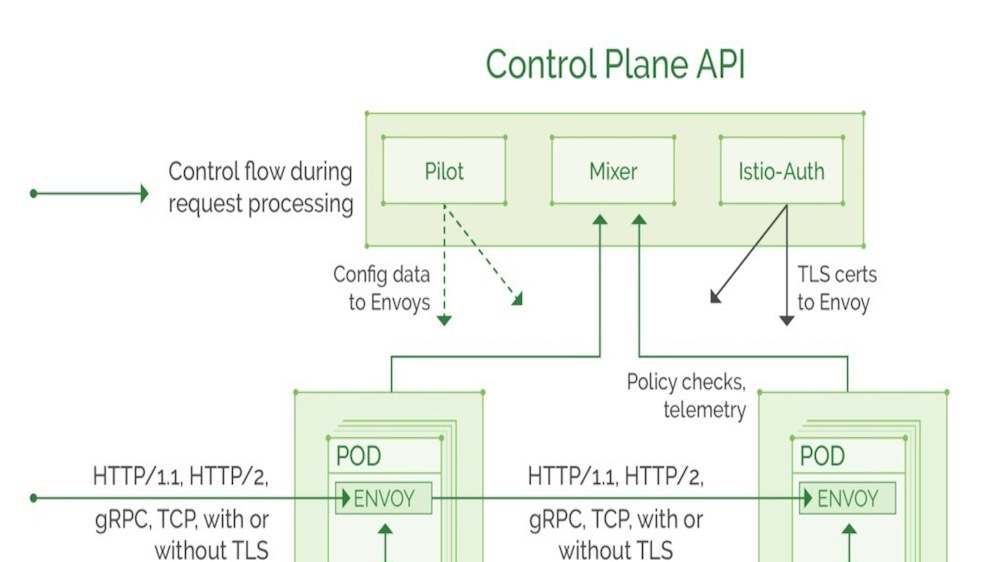 Control Plane API
Pilot
Mixer
Istio-Auth
Control flow during
request processing
Config data
to Envoys
TLS certs
to Envoy
Policy checks,
telemetry
POD
POD
HTTP/1.1, HTTP/2,
ENVOY
HTTP/1.1, HTTP/2,
ENVOY
gRPC, TCP, with or
without TLS
gRPC, TCP, with or
without TLS